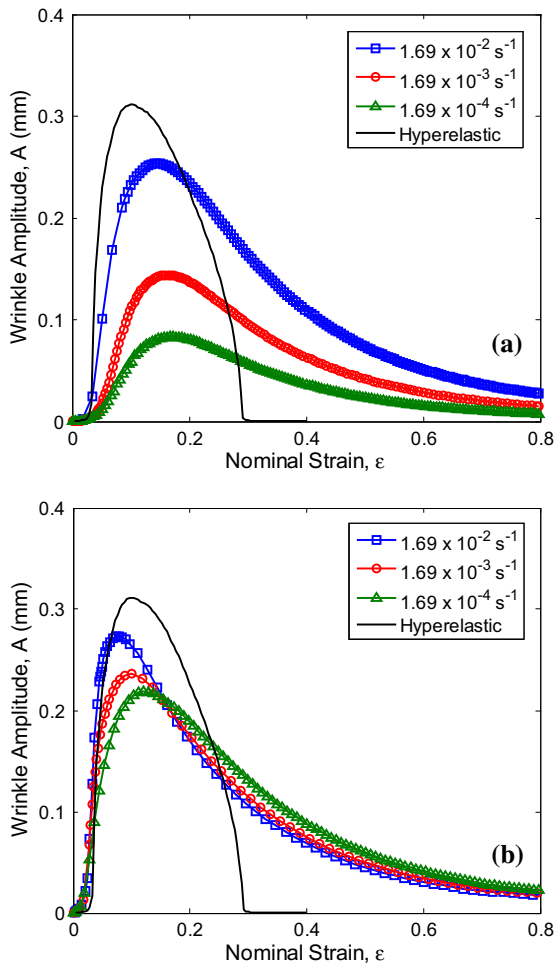 0.4
0.3
0.2
0.1
0
Wrinkle Amplitude, A (mm)
1.69 x 10⁻² s⁻¹
1.69 x 10⁻³ s⁻¹
1.69 x 10⁻⁴ s⁻¹
Hyperelastic
(a)
0 0.2 0.4 0.6 0.8
Nominal Strain, ε
0.4
0.3
0.2
0.1
0
Wrinkle Amplitude, A (mm)
1.69 x 10⁻² s⁻¹
1.69 x 10⁻³ s⁻¹
1.69 x 10⁻⁴ s⁻¹
Hyperelastic
(b)
0 0.2 0.4 0.6 0.8
Nominal Strain, ε